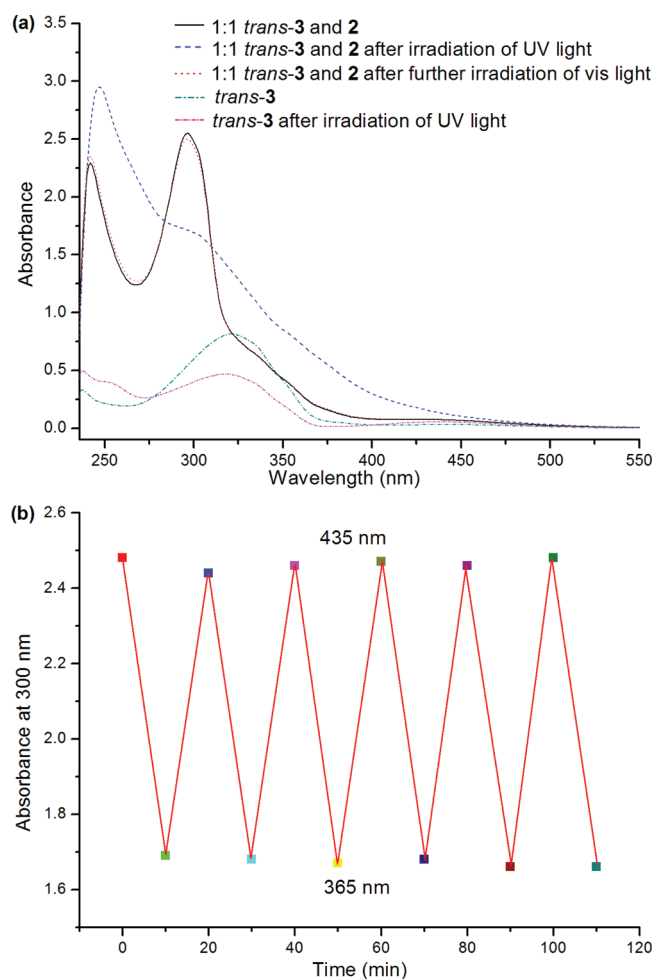 (a)
1:1 trans-3 and 2
1:1 trans-3 and 2 after irradiation of UV light
1:1 trans-3 and 2 after further irradiation of vis light
trans-3
trans-3 after irradiation of UV light
3.5
3.0
2.5
2.0
1.5
1.0
0.5
0.0
Absorbance
250 300 350 400 450 500 550
Wavelength (nm)
(b)
2.6
2.4
2.2
2.0
1.8
1.6
Absorbance at 300 nm
435 nm
365 nm
0 20 40 60 80 100 120
Time (min)